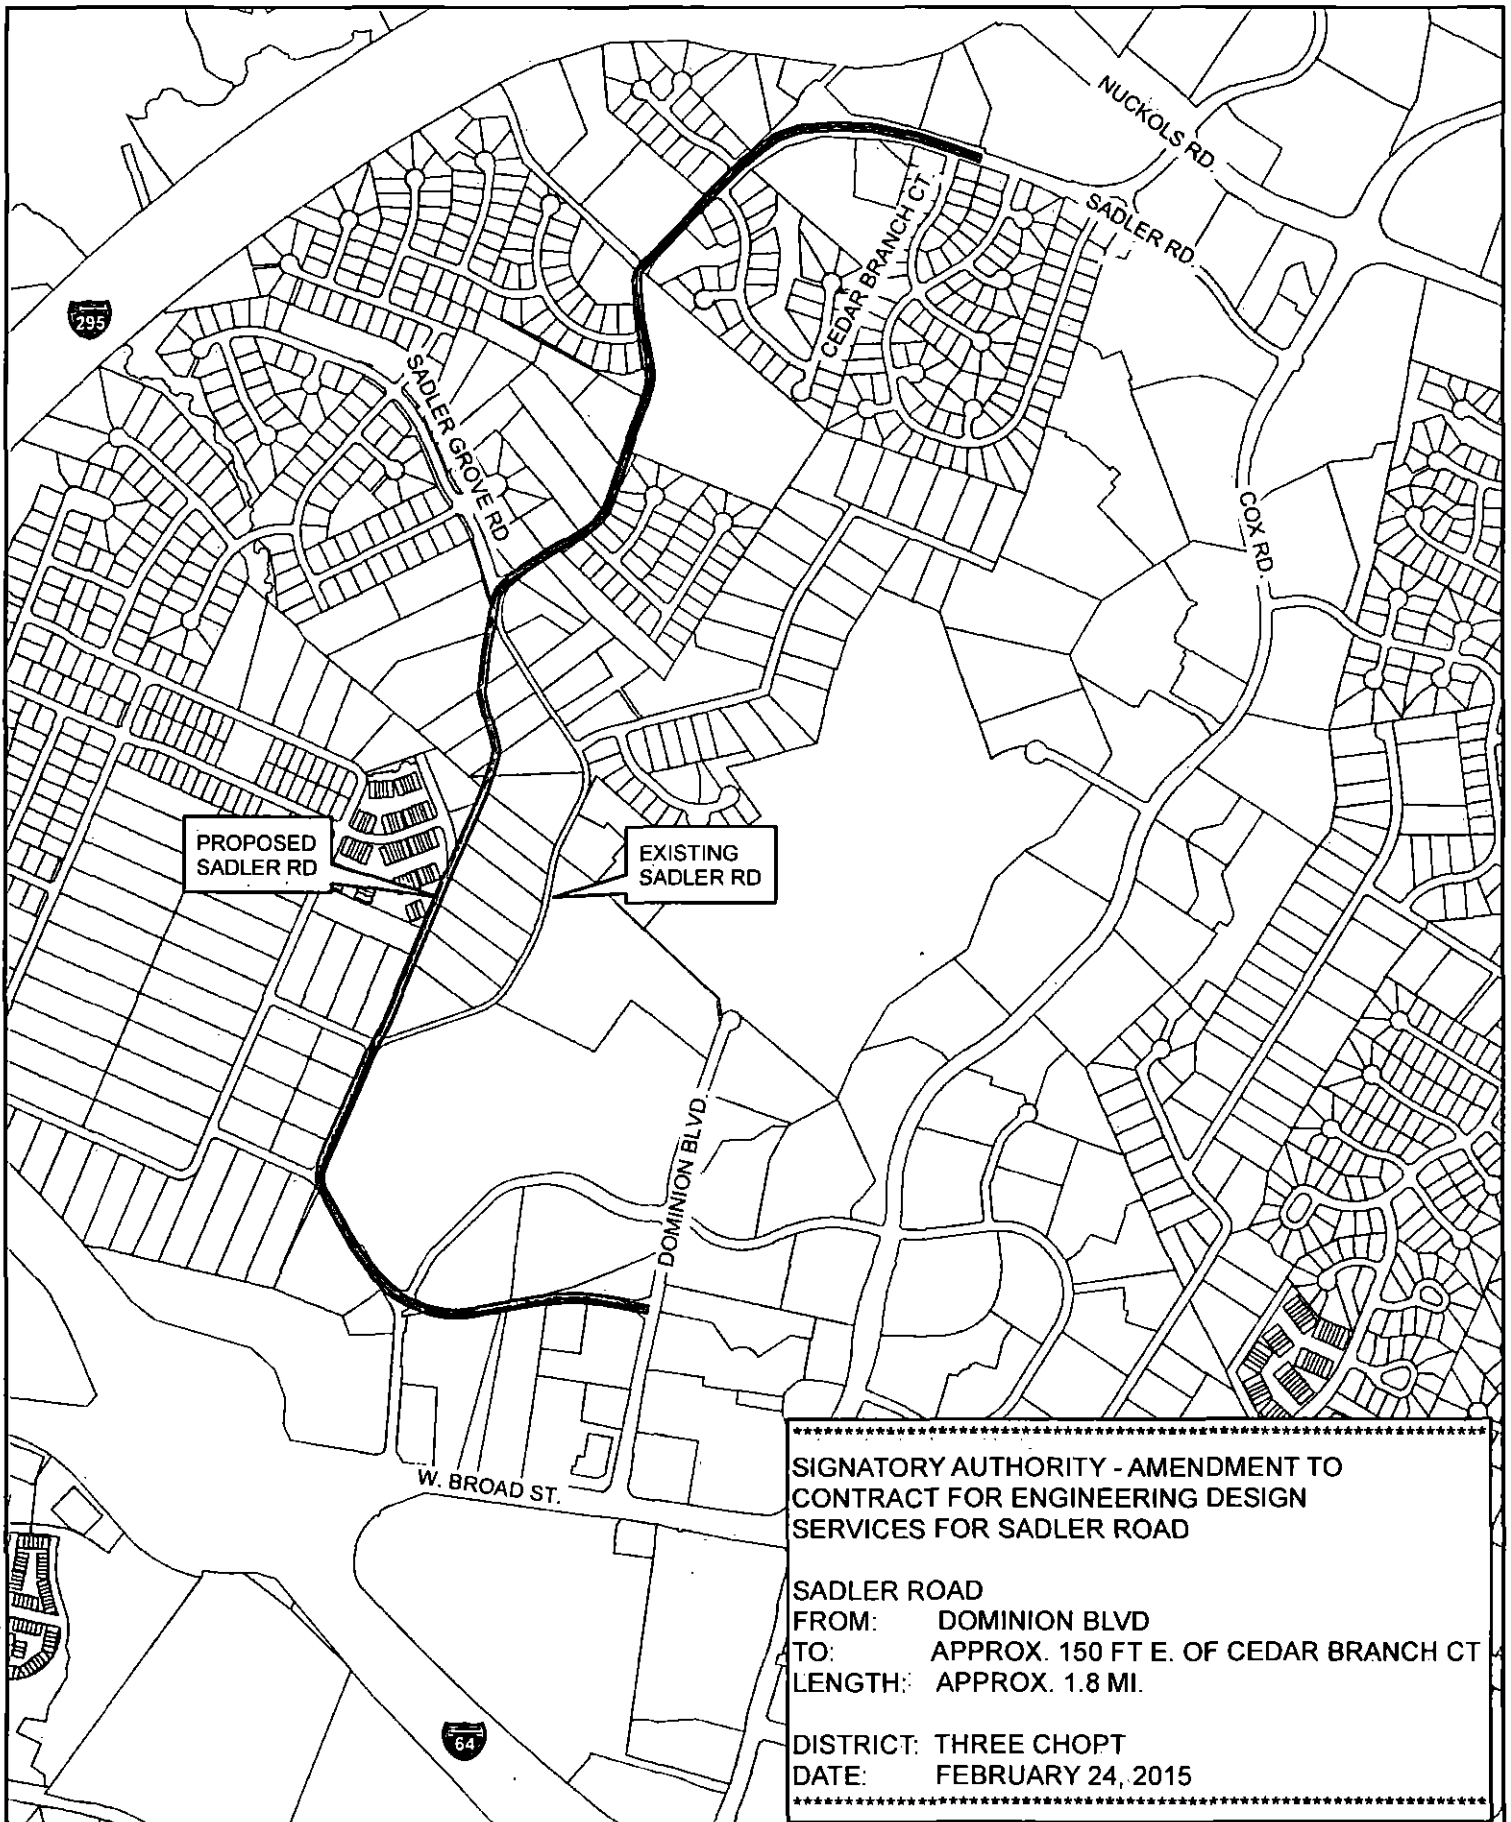 NUCKOLS RD.
SADLER RD.
CEDAR BRANCH CT.
295
SADLER GROVE RD
COX RD.
PROPOSED
SADLER RD
EXISTING
SADLER RD
DOMINION BLVD.
W. BROAD ST.
64
SIGNATORY AUTHORITY - AMENDMENT TO
CONTRACT FOR ENGINEERING DESIGN
SERVICES FOR SADLER ROAD
SADLER ROAD
FROM: DOMINION BLVD
TO: APPROX. 150 FT E. OF CEDAR BRANCH CT
LENGTH: APPROX. 1.8 MI.
DISTRICT: THREE CHOPT
DATE: FEBRUARY 24, 2015